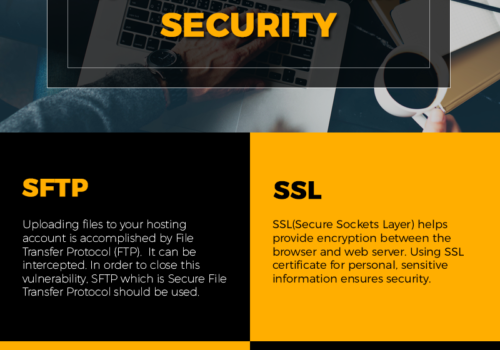 SECURITY
SFTP
Uploading files to your hosting
account is accomplished by File
Transfer Protocol (FTP). It can be
intercepted. In order to close this
vulnerability, SFTP which is Secure File
Transfer Protocol should be used.
SSL
SSL(Secure Sockets Layer) helps
provide encryption between the
browser and web server. Using SSL
certificate for personal, sensitive
information ensures security.